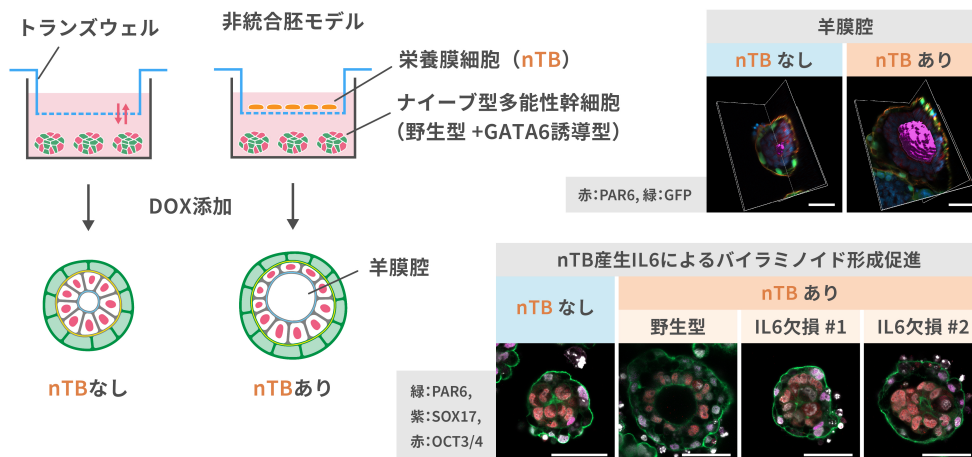 トランズウェル
非統合胚モデル
栄養膜細胞（nTB）
ナイーブ型多能性幹細胞
（野生型 +GATA6誘導型）
DOX添加
羊膜腔
nTBなし
nTBあり
羊膜腔
nTB なし
nTB あり
赤：PAR6, 緑：GFP
nTB産生IL6によるバイラミノイド形成促進
nTB なし
nTB あり
野生型
IL6欠損 #1
IL6欠損 #2
緑：PAR6,
紫：SOX17,
赤：OCT3/4